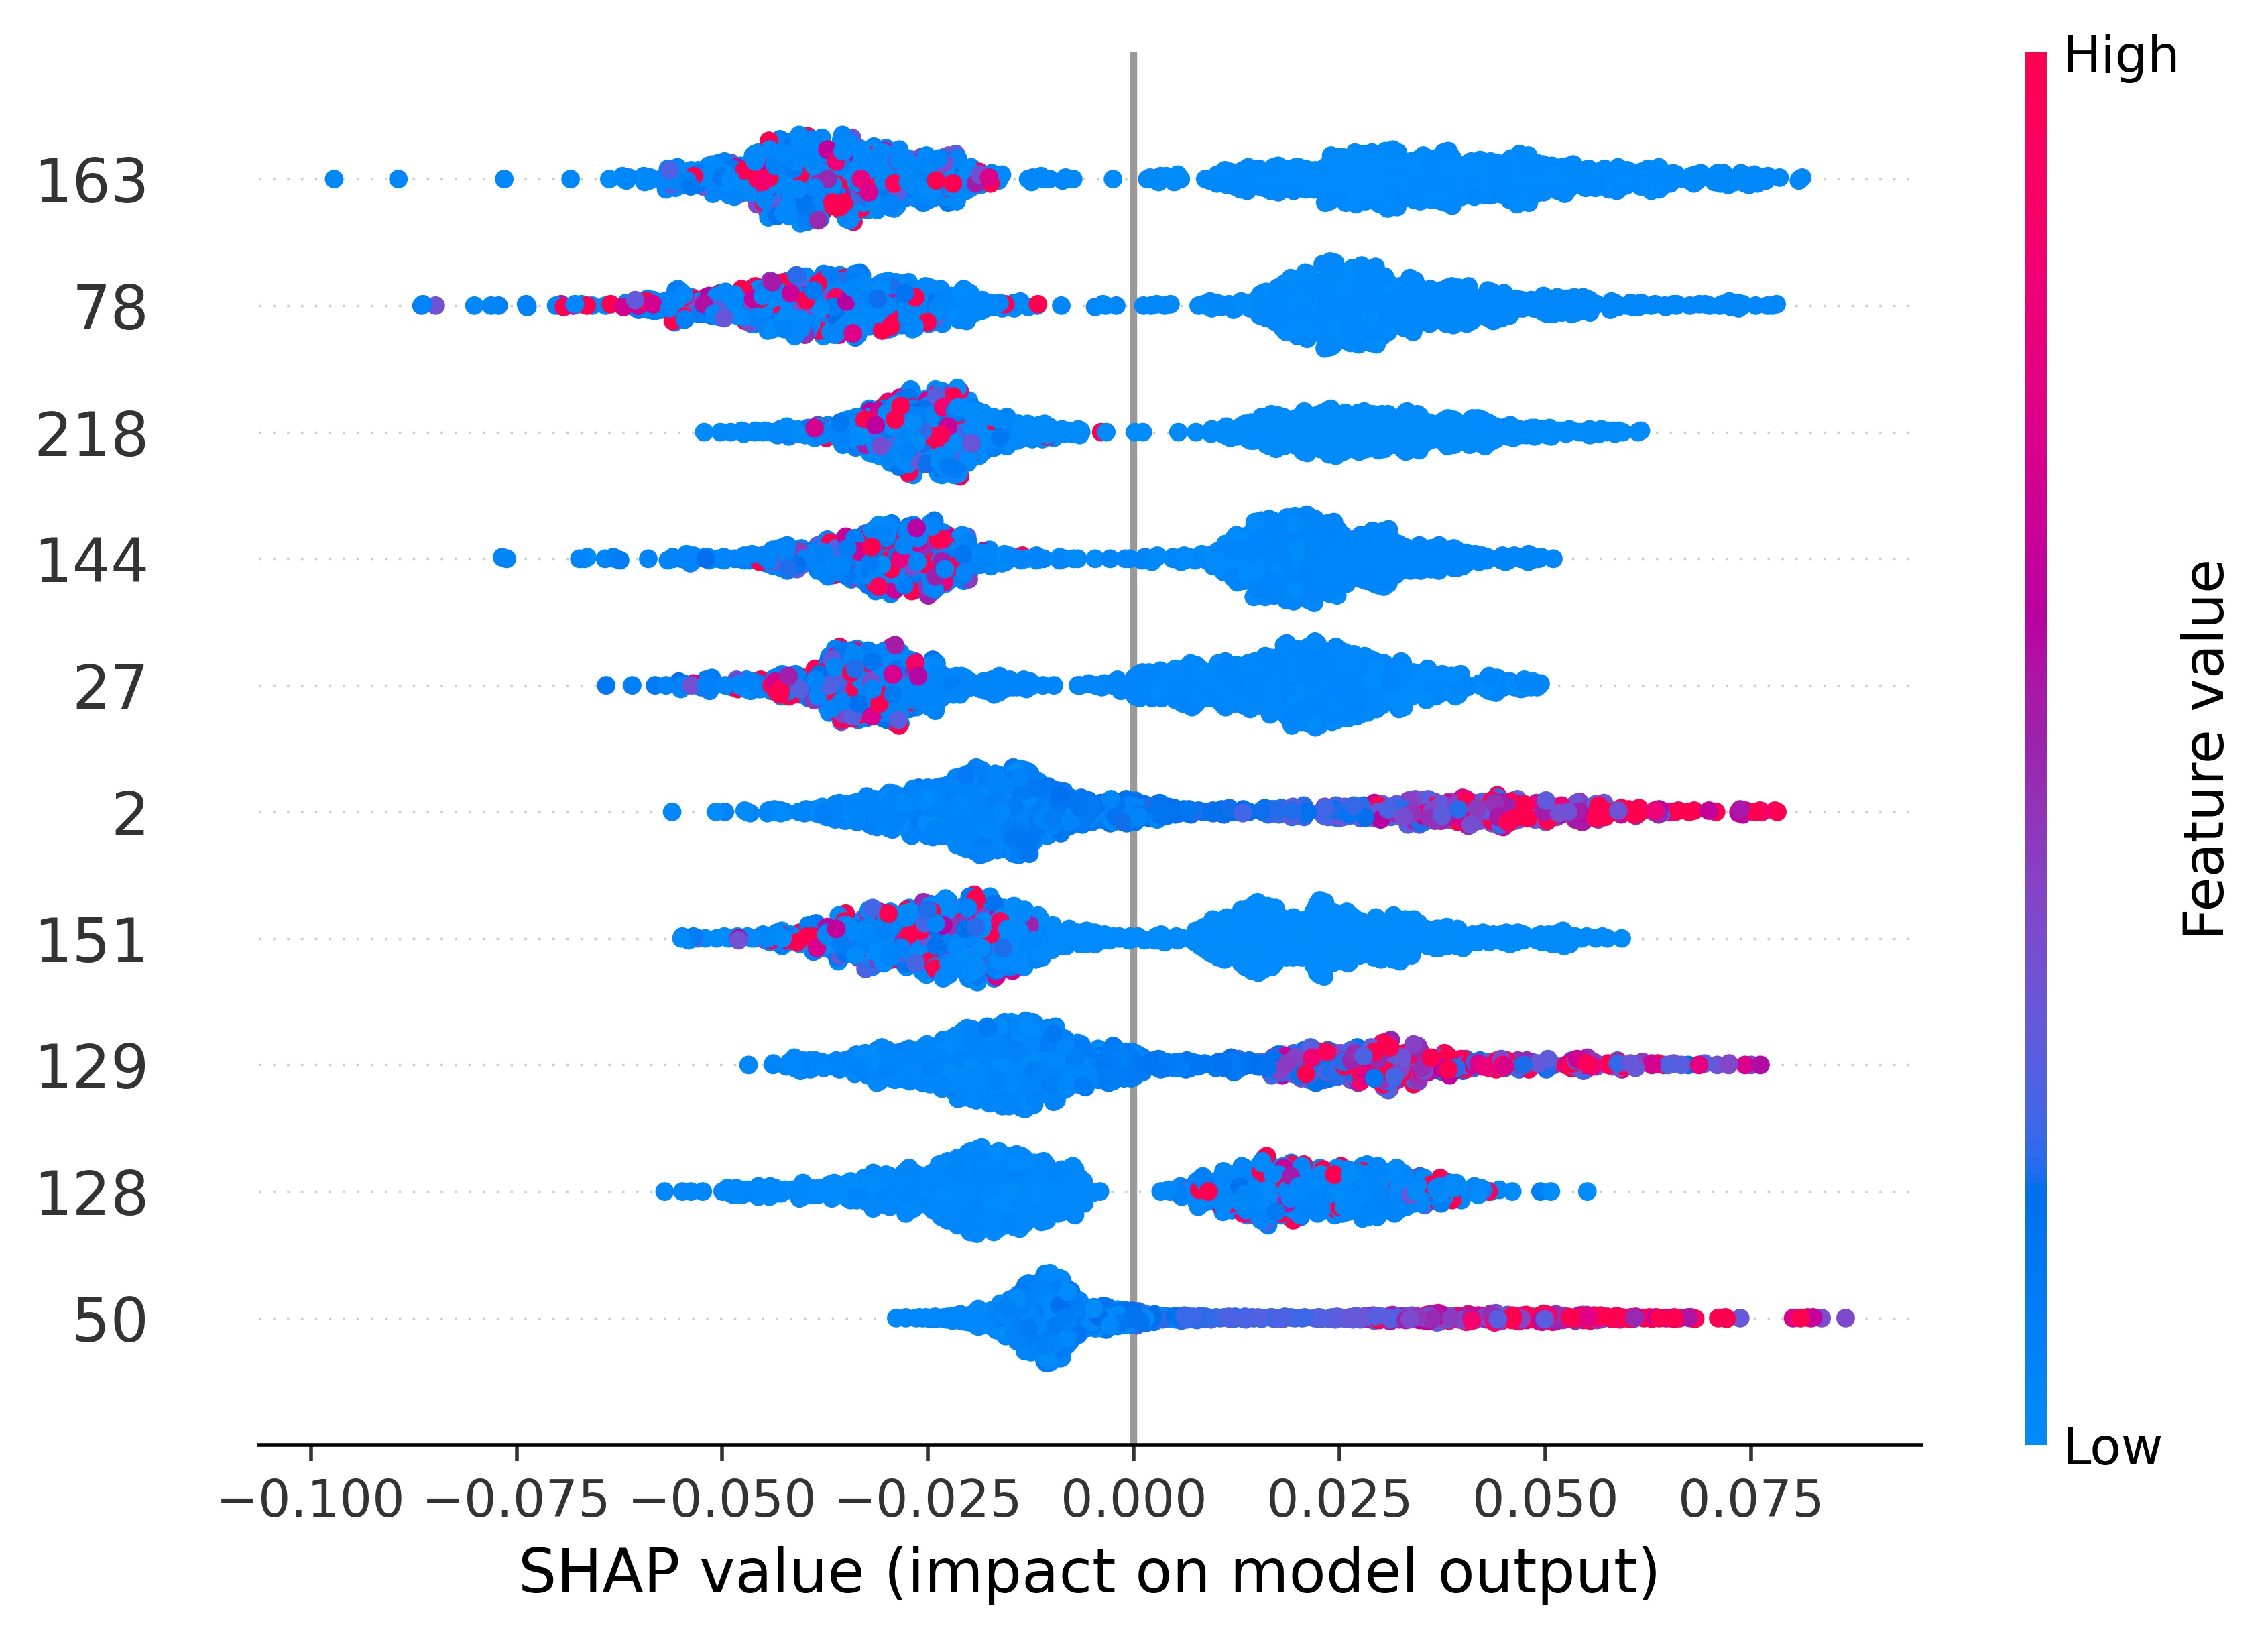 High
163
78
218
144
27
2
151
129
128
50
Feature value
Low
−0.100 −0.075 −0.050 −0.025 0.000 0.025 0.050 0.075
SHAP value (impact on model output)